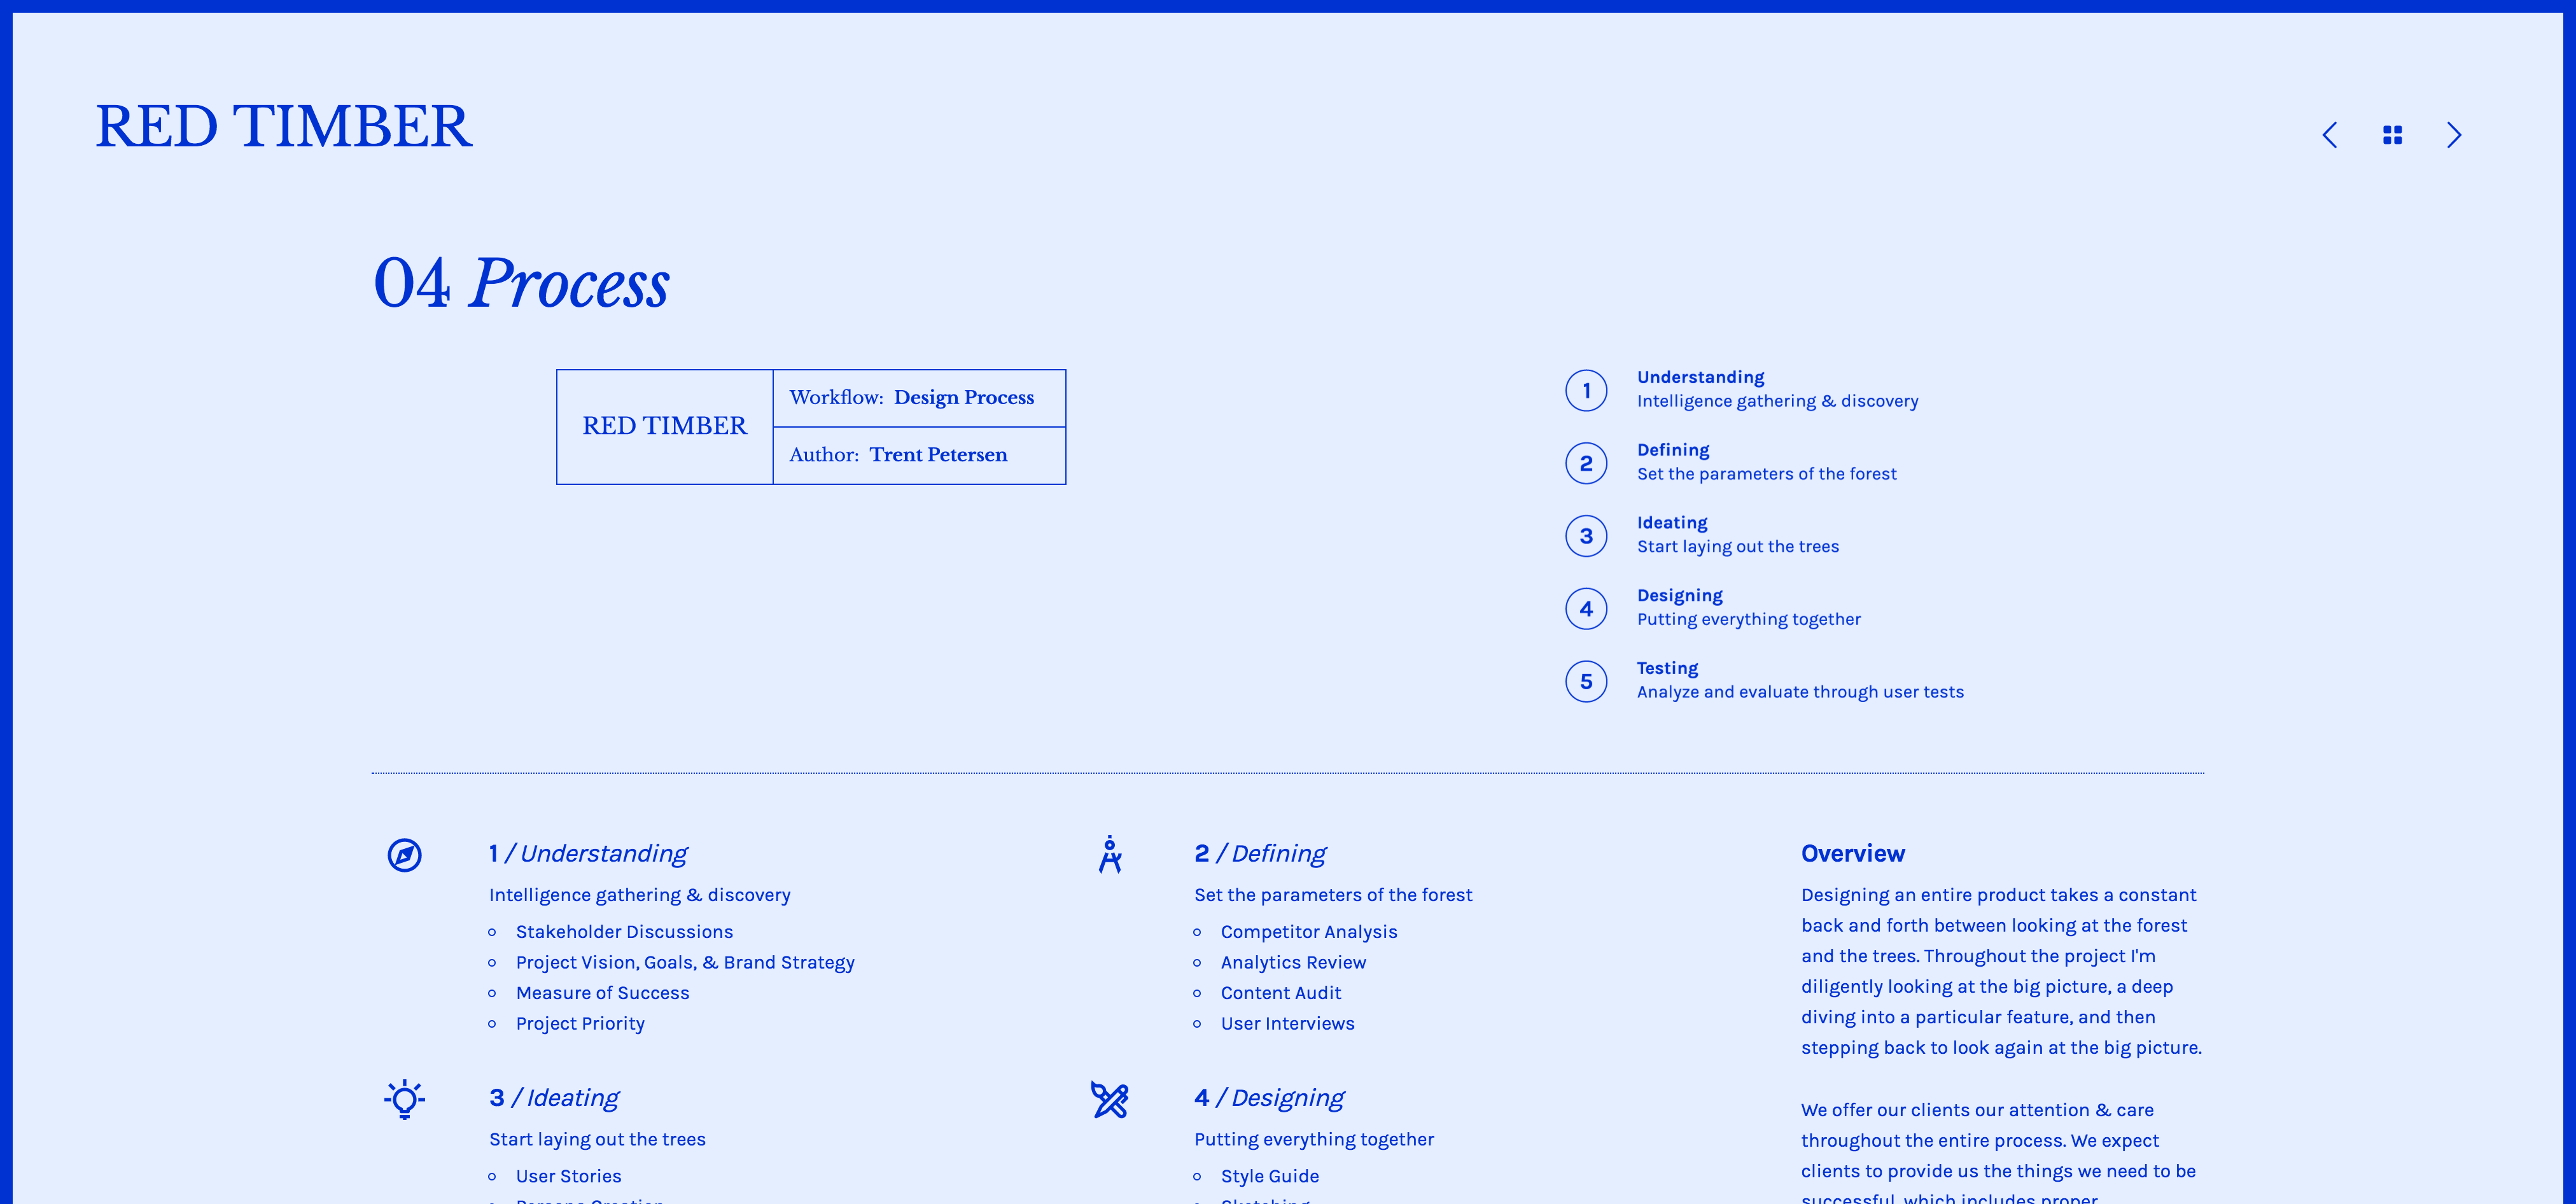 RED TIMBER
04 Process
RED TIMBER
Workflow: Design Process
Author: Trent Petersen
1
Understanding
Intelligence gathering & discovery
2
Defining
Set the parameters of the forest
3
Ideating
Start laying out the trees
4
Designing
Putting everything together
5
Testing
Analyze and evaluate through user tests
1 / Understanding
Intelligence gathering & discovery
Stakeholder Discussions
Project Vision, Goals, & Brand Strategy
Measure of Success
Project Priority
2 / Defining
Set the parameters of the forest
Competitor Analysis
Analytics Review
Content Audit
User Interviews
3 / Ideating
Start laying out the trees
User Stories
Persona Creation
4 / Designing
Putting everything together
Style Guide
Sketching
Overview
Designing an entire product takes a constant
back and forth between looking at the forest
and the trees. Throughout the project I'm
diligently looking at the big picture, a deep
diving into a particular feature, and then
stepping back to look again at the big picture.
We offer our clients our attention & care
throughout the entire process. We expect
clients to provide us the things we need to be
successful, which includes proper